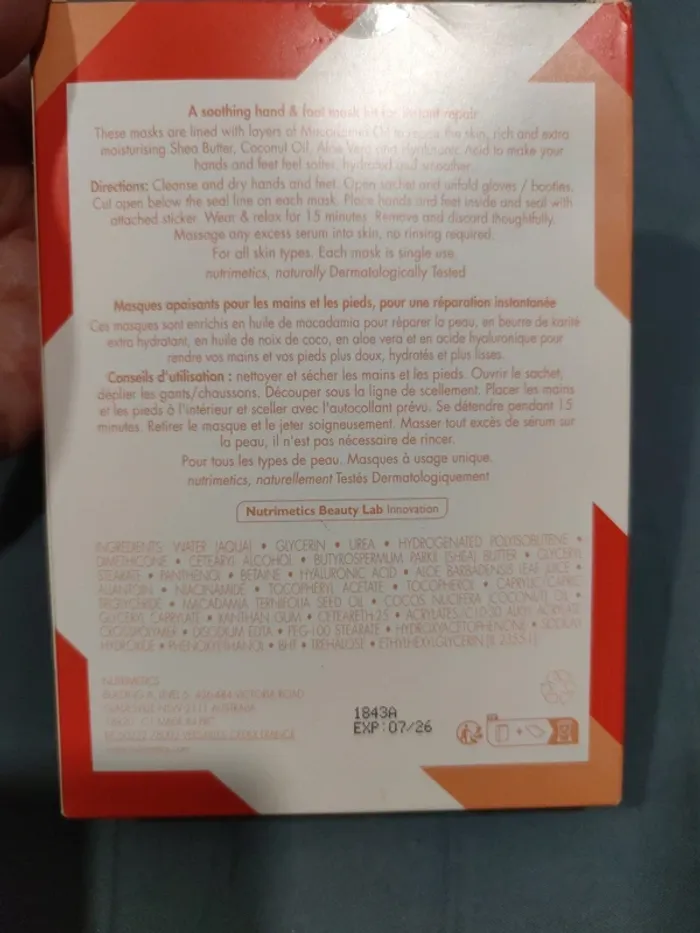 A soothing hand & foot mask kit for instant repair
These masks are lined with layers of Macadamia Oil to repair the skin, rich and extra
moisturising Shea Butter, Coconut Oil, Aloe Vera and Hyaluronic Acid to make your
hands and feet feel softer, hydrated and smoother.
Directions: Cleanse and dry hands and feet. Open sachet and unfold gloves / booties.
Cut open below the seal line on each mask. Place hands and feet inside and seal with
attached sticker. Wear & relax for 15 minutes. Remove and discard thoughtfully.
Massage any excess serum into skin, no rinsing required.
For all skin types. Each mask is single use.
nutrimetics, naturally Dermatologically Tested
Masques apaisants pour les mains et les pieds, pour une réparation instantanée
Ces masques sont enrichis en huile de macadamia pour réparer la peau, en beurre de karité
extra hydratant, en huile de noix de coco, en aloe vera et en acide hyaluronique pour
rendre vos mains et vos pieds plus doux, hydratés et plus lisses.
Conseils d'utilisation : nettoyer et sécher les mains et les pieds. Ouvrir le sachet,
déplier les gants/chaussons. Découper sous la ligne de scellement. Placer les mains
et les pieds à l'intérieur et sceller avec l'autocollant prévu. Se détendre pendant 15
minutes. Retirer le masque et le jeter soigneusement. Masser tout excès de sérum sur
la peau, il n'est pas nécessaire de rincer.
Pour tous les types de peau. Masques à usage unique.
nutrimetics, naturellement Testés Dermatologiquement
Nutrimetics Beauty Lab Innovation
INGREDIENTS: WATER (AQUA) • GLYCERIN • UREA • HYDROGENATED POLYISOBUTENE •
DIMETHICONE • CETEARYL ALCOHOL • BUTYROSPERMUM PARKII (SHEA) BUTTER • GLYCERYL
STEARATE • PANTHENOL • BETAINE • HYALURONIC ACID • ALOE BARBADENSIS LEAF JUICE •
ALLANTOIN • NIACINAMIDE • TOCOPHERYL ACETATE • TOCOPHEROL • CAPRYLIC/CAPRIC
TRIGLYCERIDE • MACADAMIA TERNIFOLIA SEED OIL • COCOS NUCIFERA (COCONUT) OIL •
GLYCERYL CAPRYLATE • XANTHAN GUM • CETEARETH-25 • ACRYLATES/C10-30 ALKYL ACRYLATE
CROSSPOLYMER • DISODIUM EDTA • PEG-100 STEARATE • HYDROXYACETOPHENONE • SODIUM
HYDROXIDE • PHENOXYETHANOL • BHT • TREHALOSE • ETHYLHEXYLGLYCERIN
NUTRIMETICS
VICTORIA ROAD
GLADESVILLE NSW 2111 AUSTRALIA
MADE IN PRC
FRANCE
1843A
EXP:07/26